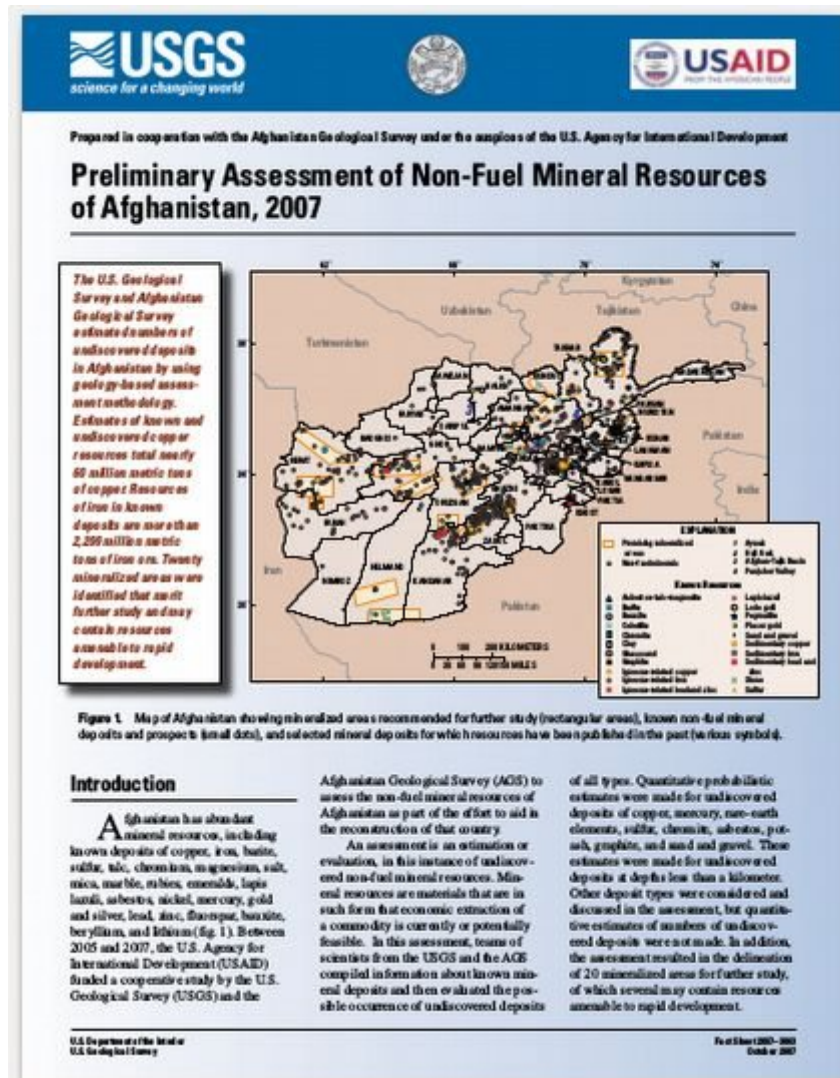 USGS
science for a changing world
USAID
FROM THE AMERICAN PEOPLE
Prepared in cooperation with the Afghanistan Geological Survey under the auspices of the U.S. Agency for International Development
Preliminary Assessment of Non-Fuel Mineral Resources
of Afghanistan, 2007
The U.S. Geological
Survey and Afghanistan
Geological Survey
estimated numbers of
undiscovered deposits
in Afghanistan by using
geology-based assess-
ment methodology.
Estimates of known and
undiscovered copper
resources total nearly
60 million metric tons
of copper. Resources
of iron in known
deposits are more than
million metric
tons of iron ore. Twenty
mineralized areas were
identified that merit
further study and may
contain resources
amenable to rapid
development.
Kyrgyzstan
Uzbekistan
Tajikistan
China
Turkmenistan
Pakistan
India
Iran
Pakistan
HILMAND
NIMROZ
KANDAHAR
EXPLANATION
Known Resources
KILOMETERS
MILES
Figure 1. Map of Afghanistan showing mineralized areas recommended for further study (rectangular areas), known non-fuel mineral
deposits and prospects (small dots), and selected mineral deposits for which resources have been published in the past (various symbols).
Introduction
Afghanistan has abundant
mineral resources, including
known deposits of copper, iron, barite,
sulfur, talc, chromium, magnesium, salt,
mica, marble, rubies, emeralds, lapis
lazuli, asbestos, nickel, mercury, gold
and silver, lead, zinc, fluorspar, bauxite,
beryllium, and lithium (fig. 1). Between
2005 and 2007, the U.S. Agency for
International Development (USAID)
funded a cooperative study by the U.S.
Geological Survey (USGS) and the
Afghanistan Geological Survey (AGS) to
assess the non-fuel mineral resources of
Afghanistan as part of the effort to aid in
the reconstruction of that country.
An assessment is an estimation or
evaluation, in this instance of undiscov-
ered non-fuel mineral resources. Min-
eral resources are materials that are in
such form that economic extraction of
a commodity is currently or potentially
feasible. In this assessment, teams of
scientists from the USGS and the AGS
compiled information about known min-
eral deposits and then evaluated the pos-
sible occurrence of undiscovered deposits
of all types. Quantitative probabilistic
estimates were made for undiscovered
deposits of copper, mercury, rare-earth
elements, sulfur, chromite, asbestos, pot-
ash, graphite, and sand and gravel. These
estimates were made for undiscovered
deposits at depths less than a kilometer.
Other deposit types were considered and
discussed in the assessment, but quantita-
tive estimates of numbers of undiscov-
ered deposits were not made. In addition,
the assessment resulted in the delineation
of 20 mineralized areas for further study,
of which several may contain resources
amenable to rapid development.
U.S. Department of the Interior
U.S. Geological Survey
Fact Sheet 2007–3063
October 2007